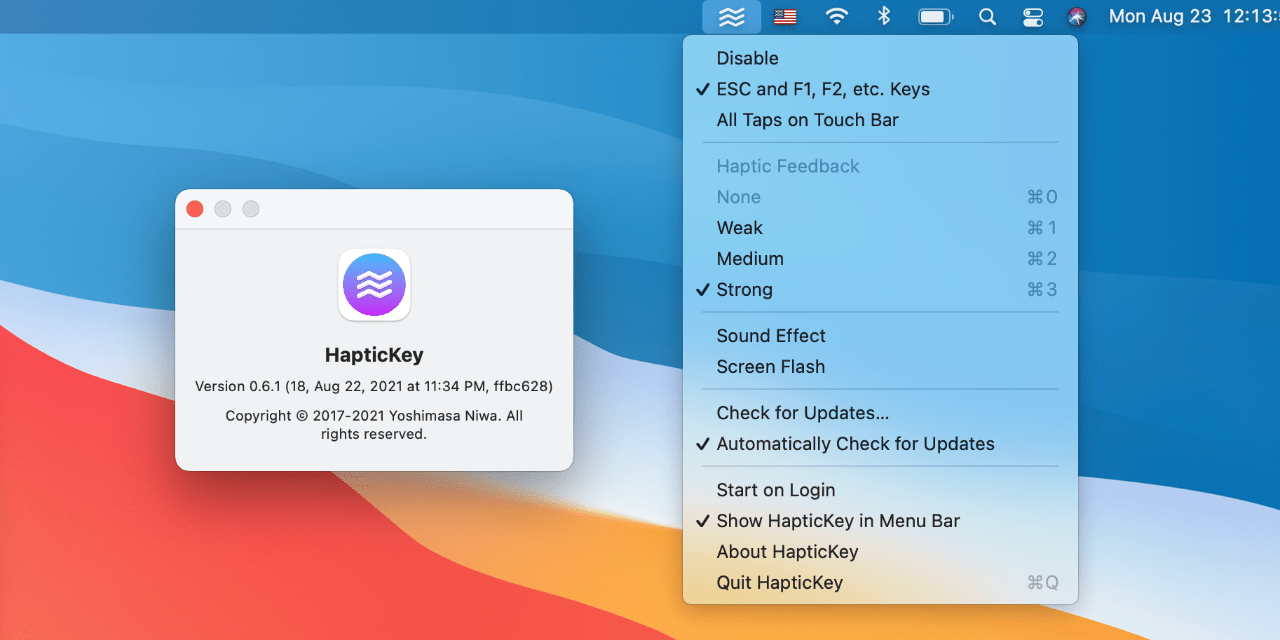 Mon Aug 23 12:13:
Disable
✓ ESC and F1, F2, etc. Keys
All Taps on Touch Bar
Haptic Feedback
None ⌘0
Weak ⌘1
Medium ⌘2
✓ Strong ⌘3
Sound Effect
Screen Flash
Check for Updates...
✓ Automatically Check for Updates
Start on Login
✓ Show HapticKey in Menu Bar
About HapticKey
Quit HapticKey ⌘Q
HapticKey
Version 0.6.1 (18, Aug 22, 2021 at 11:34 PM, ffbc628)
Copyright © 2017-2021 Yoshimasa Niwa. All
rights reserved.